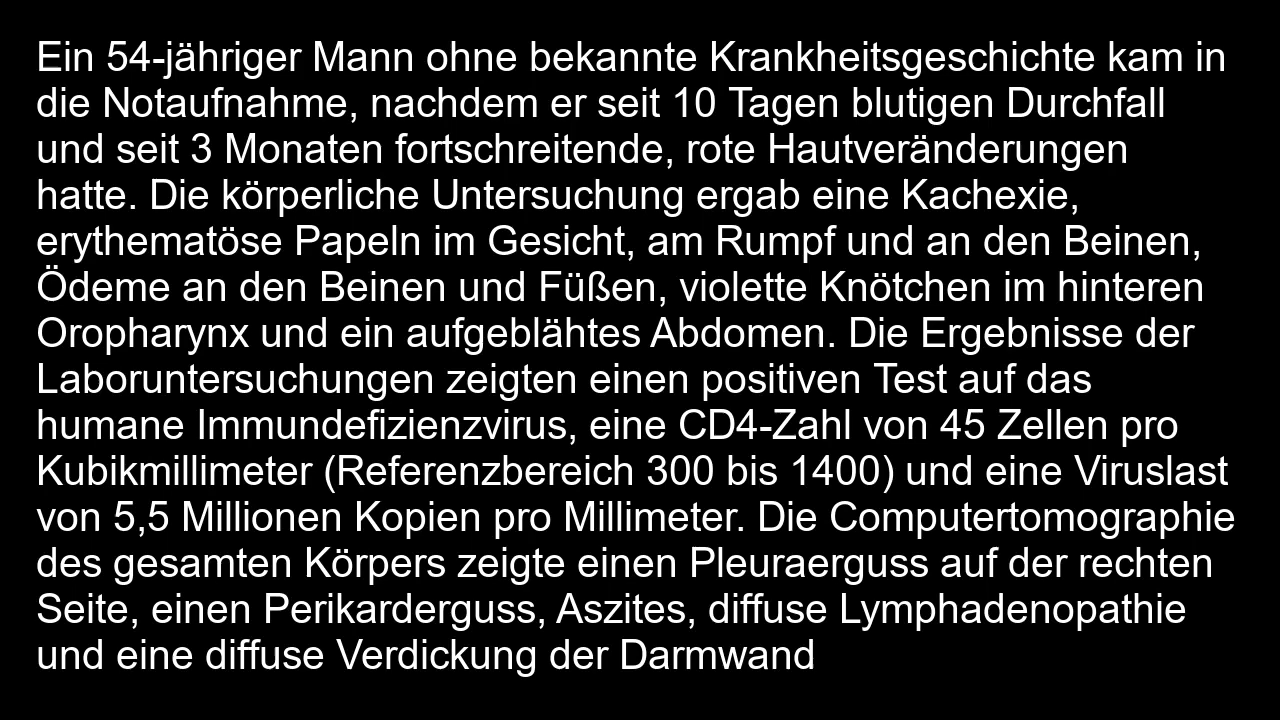 Ein 54-jähriger Mann ohne bekannte Krankheitsgeschichte kam in
die Notaufnahme, nachdem er seit 10 Tagen blutigen Durchfall
und seit 3 Monaten fortschreitende, rote Hautveränderungen
hatte. Die körperliche Untersuchung ergab eine Kachexie,
erythematöse Papeln im Gesicht, am Rumpf und an den Beinen,
Ödeme an den Beinen und Füßen, violette Knötchen im hinteren
Oropharynx und ein aufgeblähtes Abdomen. Die Ergebnisse der
Laboruntersuchungen zeigten einen positiven Test auf das
humane Immundefizienzvirus, eine CD4-Zahl von 45 Zellen pro
Kubikmillimeter (Referenzbereich 300 bis 1400) und eine Viruslast
von 5,5 Millionen Kopien pro Millimeter. Die Computertomographie
des gesamten Körpers zeigte einen Pleuraerguss auf der rechten
Seite, einen Perikarderguss, Aszites, diffuse Lymphadenopathie
und eine diffuse Verdickung der Darmwand